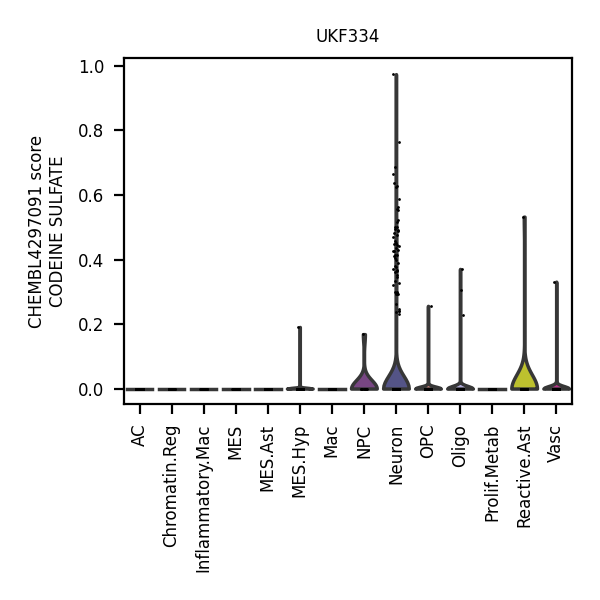 UKF334
CHEMBL4297091 score
CODEINE SULFATE
1.0
0.8
0.6
0.4
0.2
0.0
AC
Chromatin.Reg
Inflammatory.Mac
MES
MES.Ast
MES.Hyp
Mac
NPC
Neuron
OPC
Oligo
Prolif.Metab
Reactive.Ast
Vasc